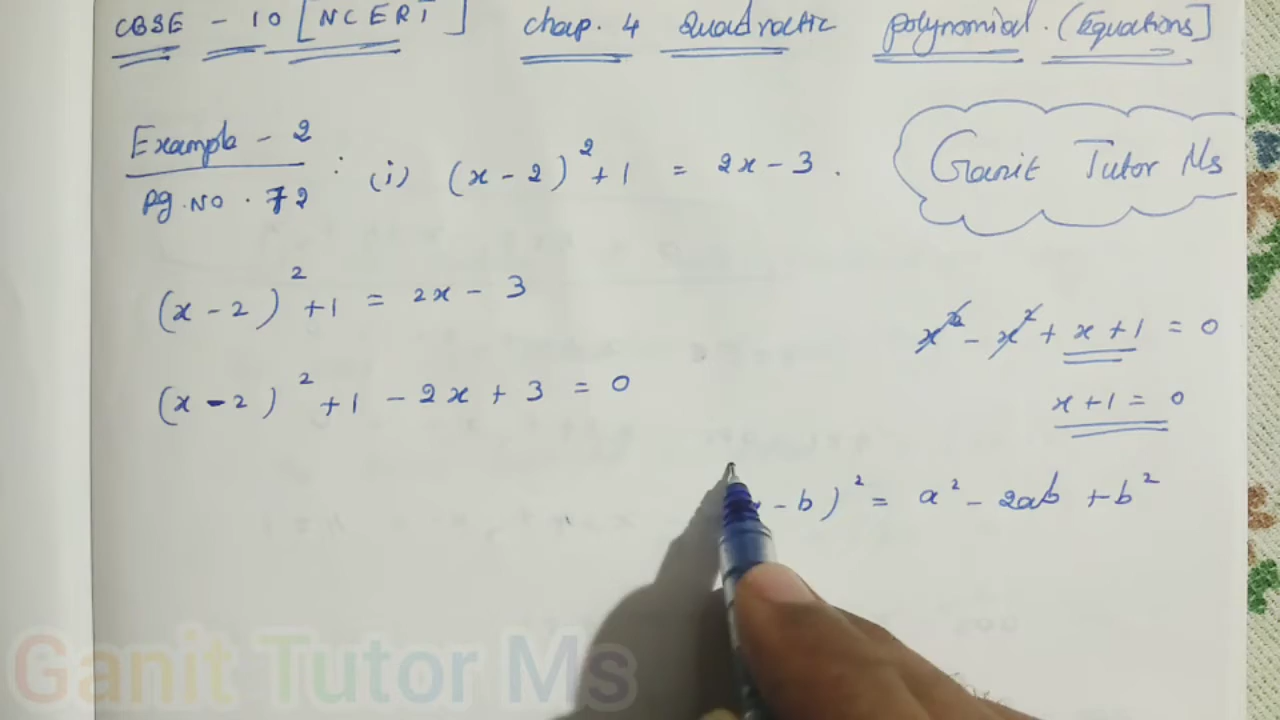 CBSE - 10 [NCERT] Chap. 4 Quadractic polynomial. (Equations]
Example - 2
Pg. No. 72
: (i) (x - 2)² + 1 = 2x - 3.
Ganit Tutor Ms
(x - 2)² + 1 = 2x - 3
(x - 2)² + 1 - 2x + 3 = 0
x² - x² + x + 1 = 0
x + 1 = 0
- b)² = a² - 2ab + b²
Ganit Tutor Ms